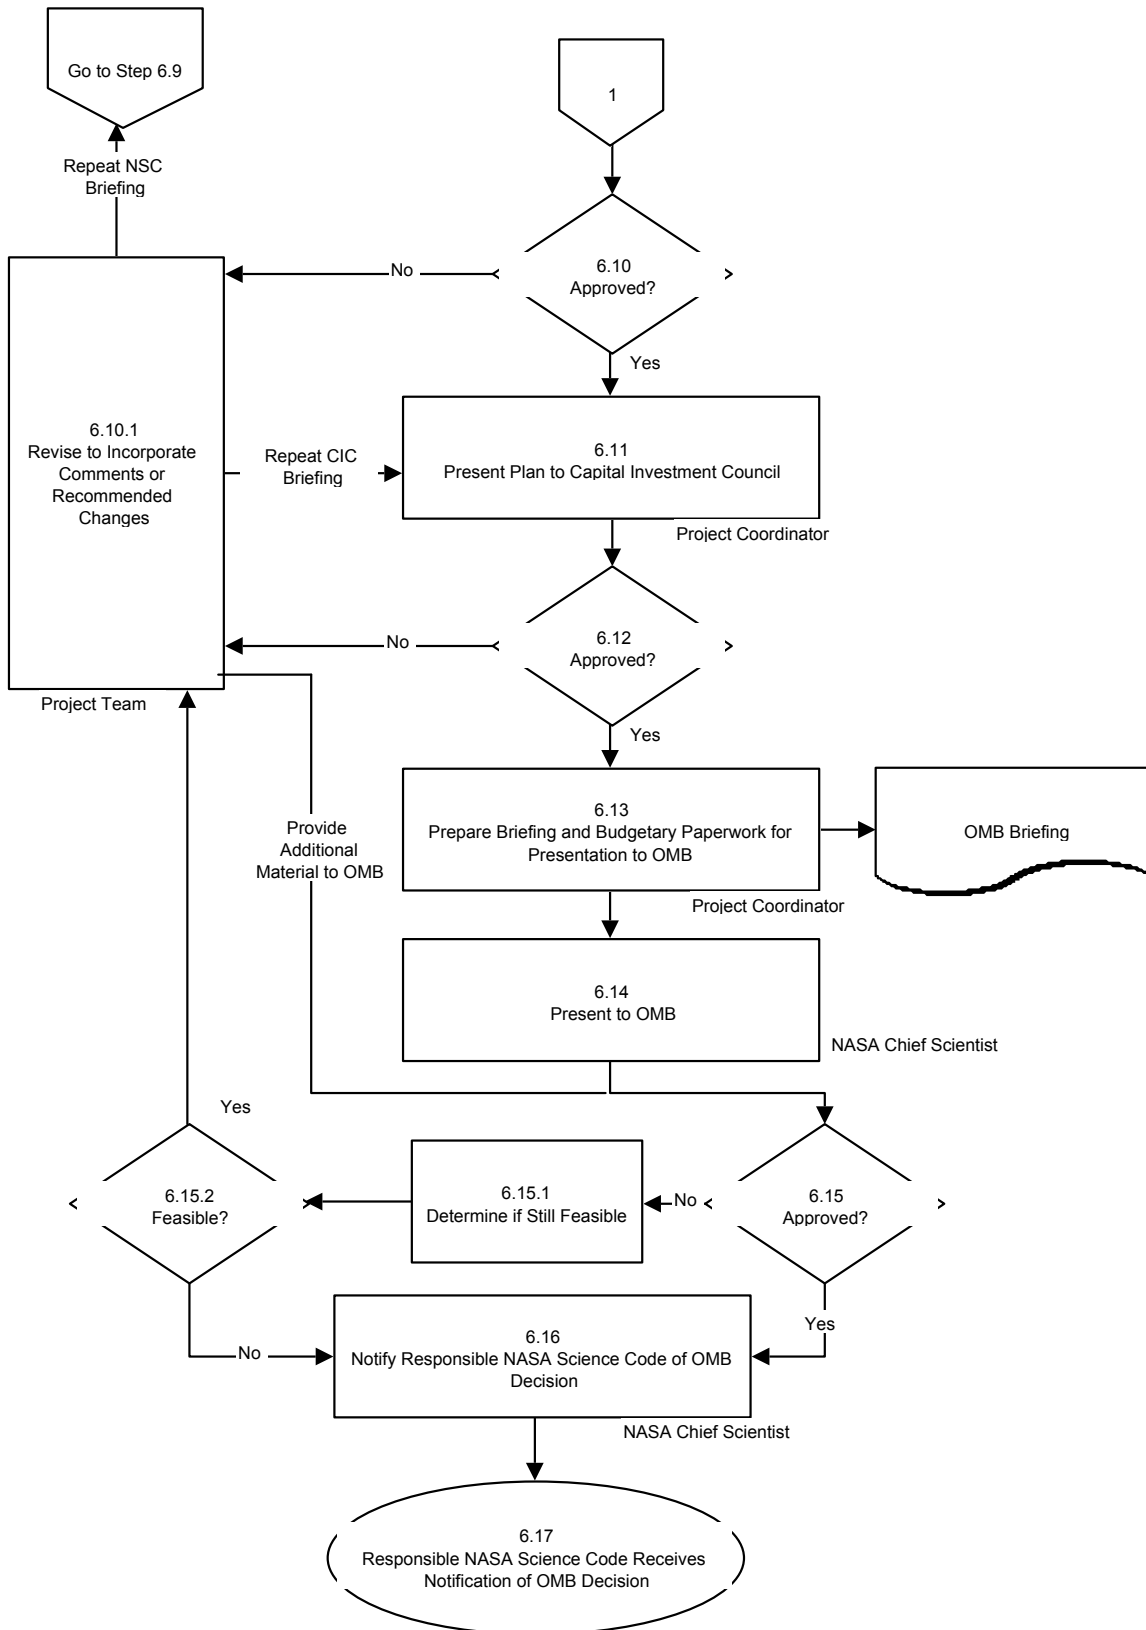 Go to Step 6.9
1
Repeat NSC
Briefing
No
6.10
Approved?
Yes
6.10.1
Revise to Incorporate
Comments or
Recommended
Changes
Repeat CIC
Briefing
6.11
Present Plan to Capital Investment Council
Project Coordinator
No
6.12
Approved?
Project Team
Yes
Provide
Additional
Material to OMB
6.13
Prepare Briefing and Budgetary Paperwork for
Presentation to OMB
OMB Briefing
Project Coordinator
6.14
Present to OMB
NASA Chief Scientist
Yes
6.15.2
Feasible?
6.15.1
Determine if Still Feasible
No
6.15
Approved?
Yes
No
6.16
Notify Responsible NASA Science Code of OMB
Decision
NASA Chief Scientist
6.17
Responsible NASA Science Code Receives
Notification of OMB Decision